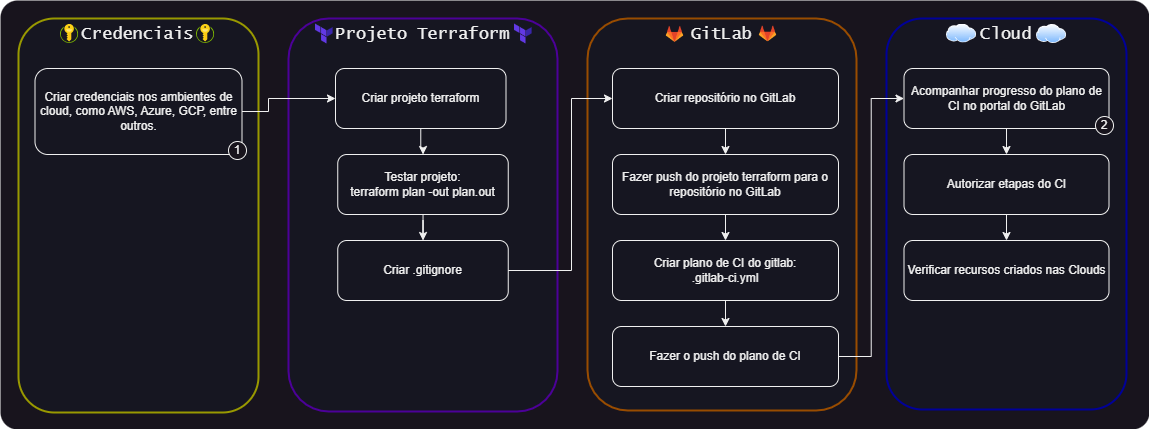 Credenciais
Criar credenciais nos ambientes de
cloud, como AWS, Azure, GCP, entre
outros.
1
Projeto Terraform
Criar projeto terraform
Testar projeto:
terraform plan -out plan.out
Criar .gitignore
GitLab
Criar repositório no GitLab
Fazer push do projeto terraform para o
repositório no GitLab
Criar plano de CI do gitlab:
.gitlab-ci.yml
Fazer o push do plano de CI
Cloud
Acompanhar progresso do plano de
CI no portal do GitLab
2
Autorizar etapas do CI
Verificar recursos criados nas Clouds